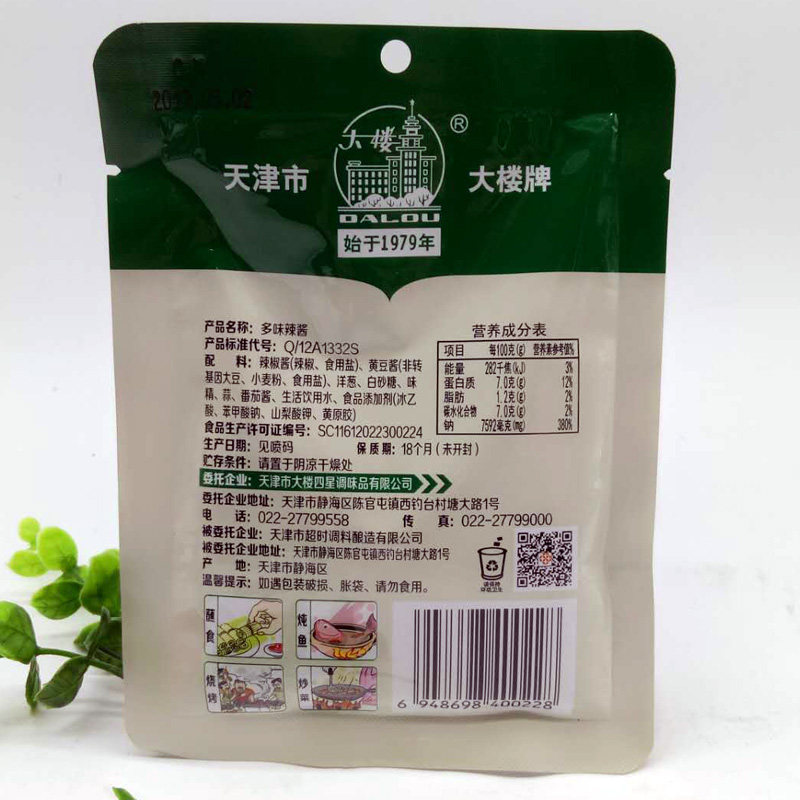 大楼
®
天津市
大楼牌
DALOU
始于1979年
产品名称：多味辣酱
产品标准代号：Q/12A1332S
配 料：辣椒酱(辣椒、食用盐)、黄豆酱(非转
基因大豆、小麦粉、食用盐)、洋葱、白砂糖、味
精、蒜、番茄酱、生活饮用水、食品添加剂(冰乙
酸、苯甲酸钠、山梨酸钾、黄原胶)
食品生产许可证编号：SC11612022300224
生产日期：见喷码 保质期：18个月(未开封)
贮存条件：请置于阴凉干燥处
委托企业：天津市大楼四星调味品有限公司
委托企业地址：天津市静海区陈官屯镇西钓台村塘大路1号
电 话：022-27799558 传 真：022-27799000
被委托企业：天津市超时调料酿造有限公司
被委托企业地址：天津市静海区陈官屯镇西钓台村塘大路1号
产 地：天津市静海区
温馨提示：如遇包装破损、胀袋、请勿食用。
营养成分表
项目 每100克(g) 营养素参考值%
能量 282千焦(kJ) 3%
蛋白质 7.0克(g) 12%
脂肪 1.2克(g) 2%
碳水化合物 7.0克(g) 2%
钠 7592毫克(mg) 380%
请保持
环境卫生
蘸食
炖鱼
烧烤
炒菜
6 948698 400228